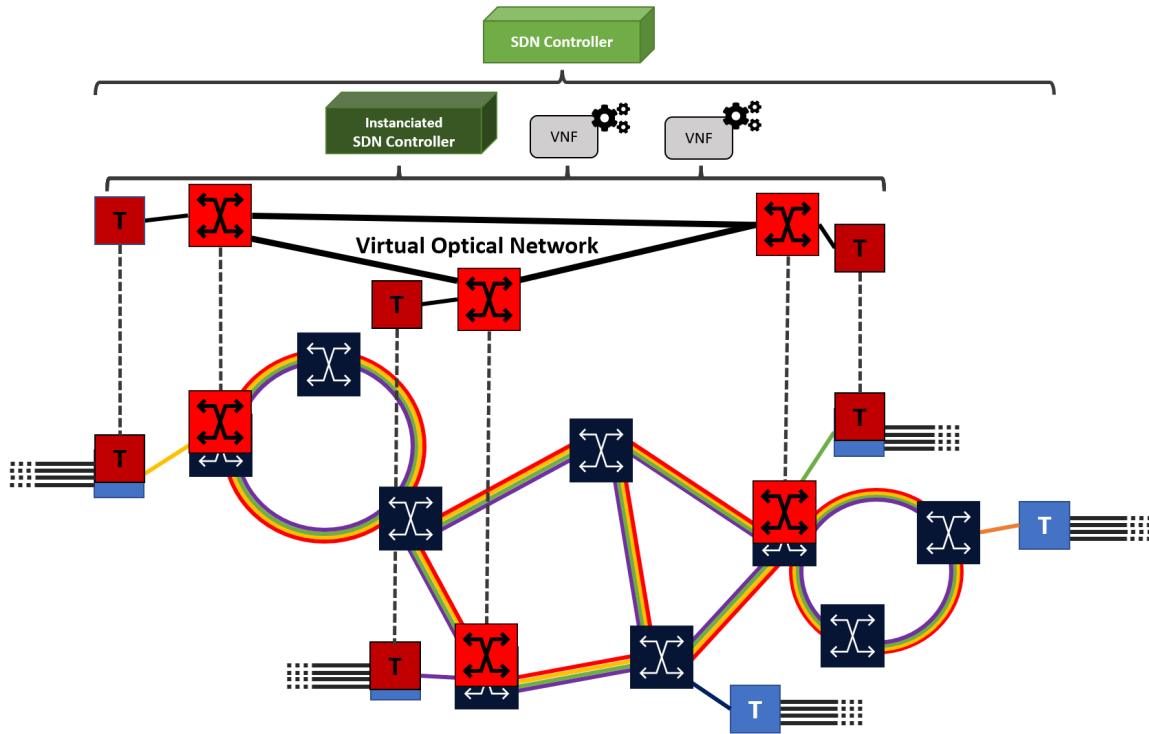 SDN Controller
Instanciated
SDN Controller
VNF
VNF
T
T
Virtual Optical Network
T
T
T
T
T
T